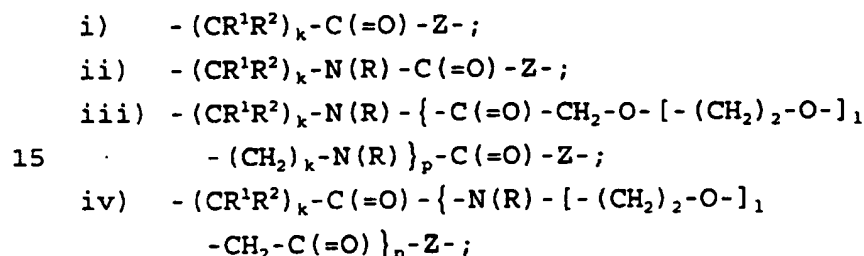 i) -(CR¹R²)ₖ-C(=O)-Z-;
ii) -(CR¹R²)ₖ-N(R)-C(=O)-Z-;
iii) -(CR¹R²)ₖ-N(R)-{-C(=O)-CH₂-O-[-(CH₂)₂-O-]₁
15 -(CH₂)ₖ-N(R)}ₚ-C(=O)-Z-;
iv) -(CR¹R²)ₖ-C(=O)-{-N(R)-[-(CH₂)₂-O-]₁
-CH₂-C(=O)}ₚ-Z-;